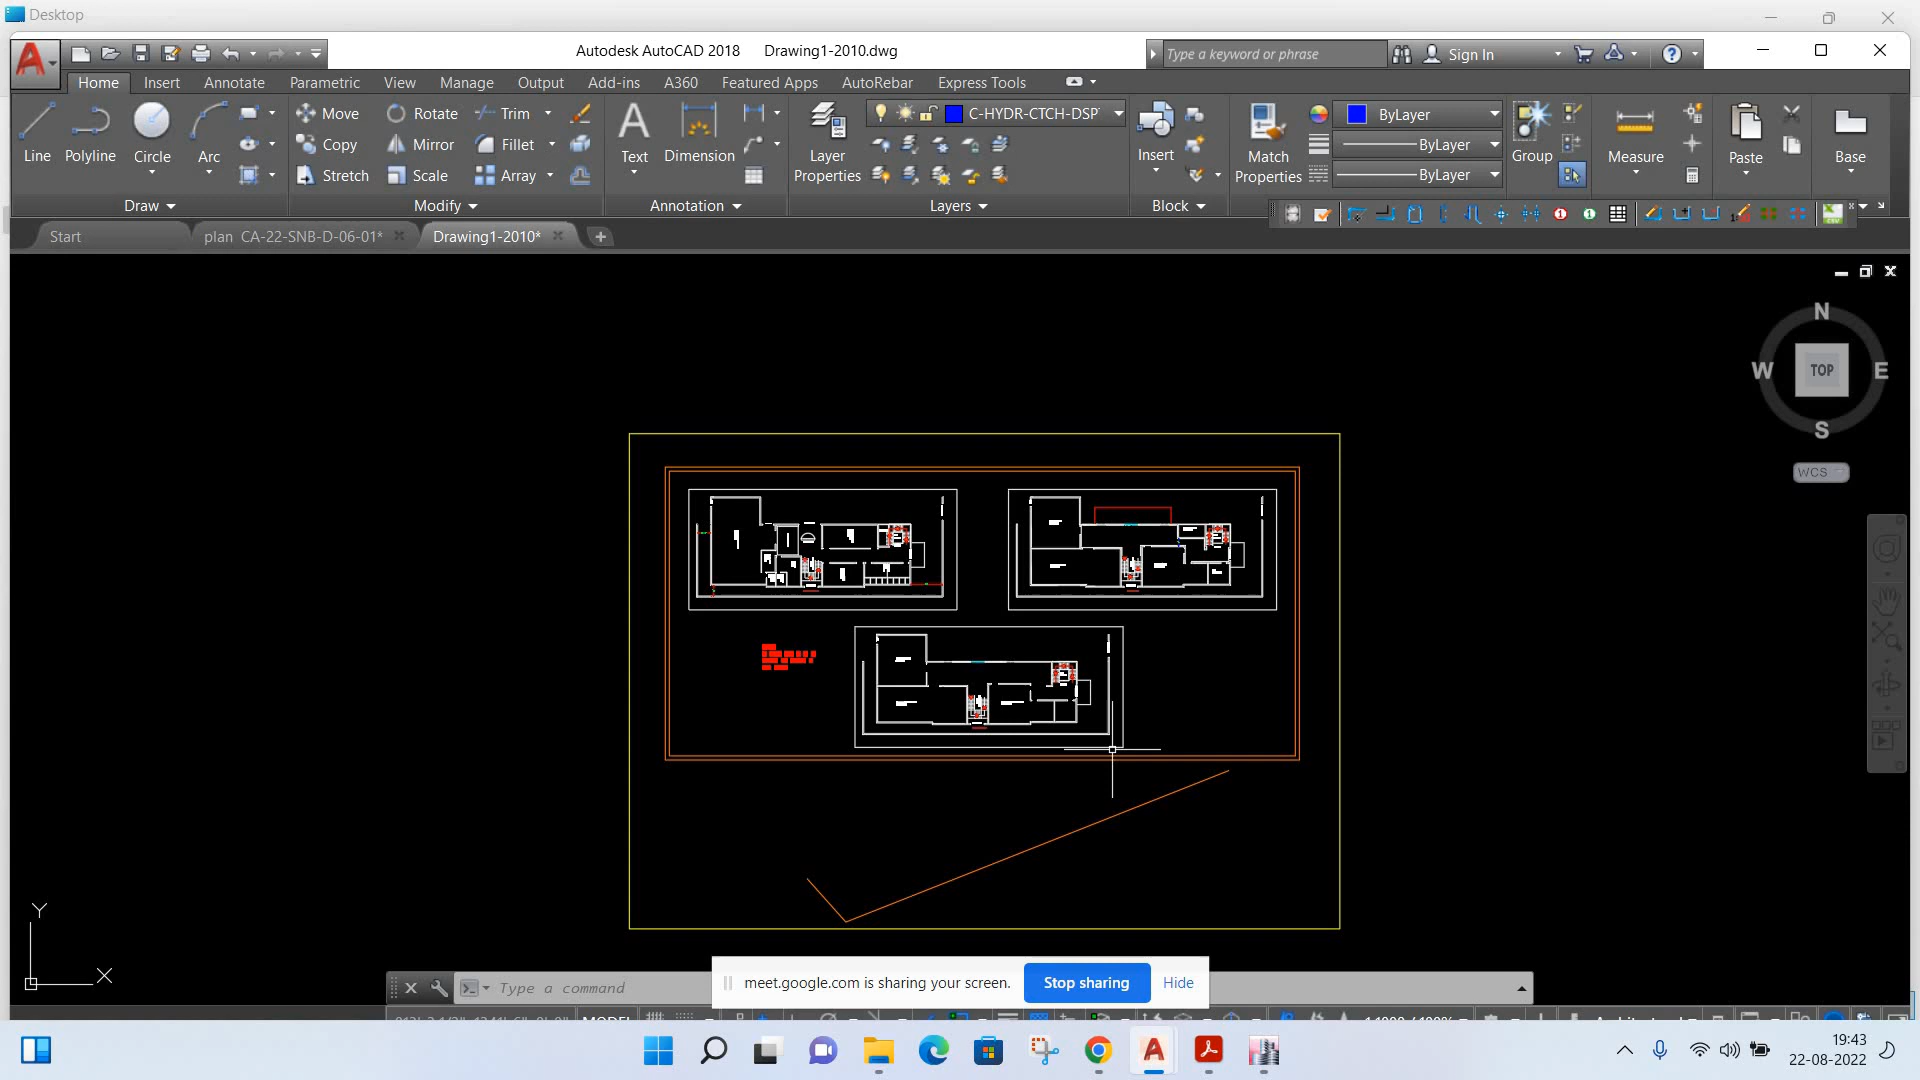 Desktop
Autodesk AutoCAD 2018 Drawing1-2010.dwg
Type a keyword or phrase
Sign In
Home Insert Annotate Parametric View Manage Output Add-ins A360 Featured Apps AutoRebar Express Tools
Line Polyline Circle Arc
Move Rotate Trim
Copy Mirror Fillet
Stretch Scale Array
Text Dimension
Layer Properties
C-HYDR-CTCH-DSP
Insert
Match Properties
ByLayer
ByLayer
ByLayer
Group
Measure
Paste
Base
Draw Modify Annotation Layers Block
Start plan CA-22-SNB-D-06-01* Drawing1-2010*
N
W TOP E
S
WCS
Y
X
Type a command
meet.google.com is sharing your screen. Stop sharing Hide
MODEL
19:43
22-08-2022